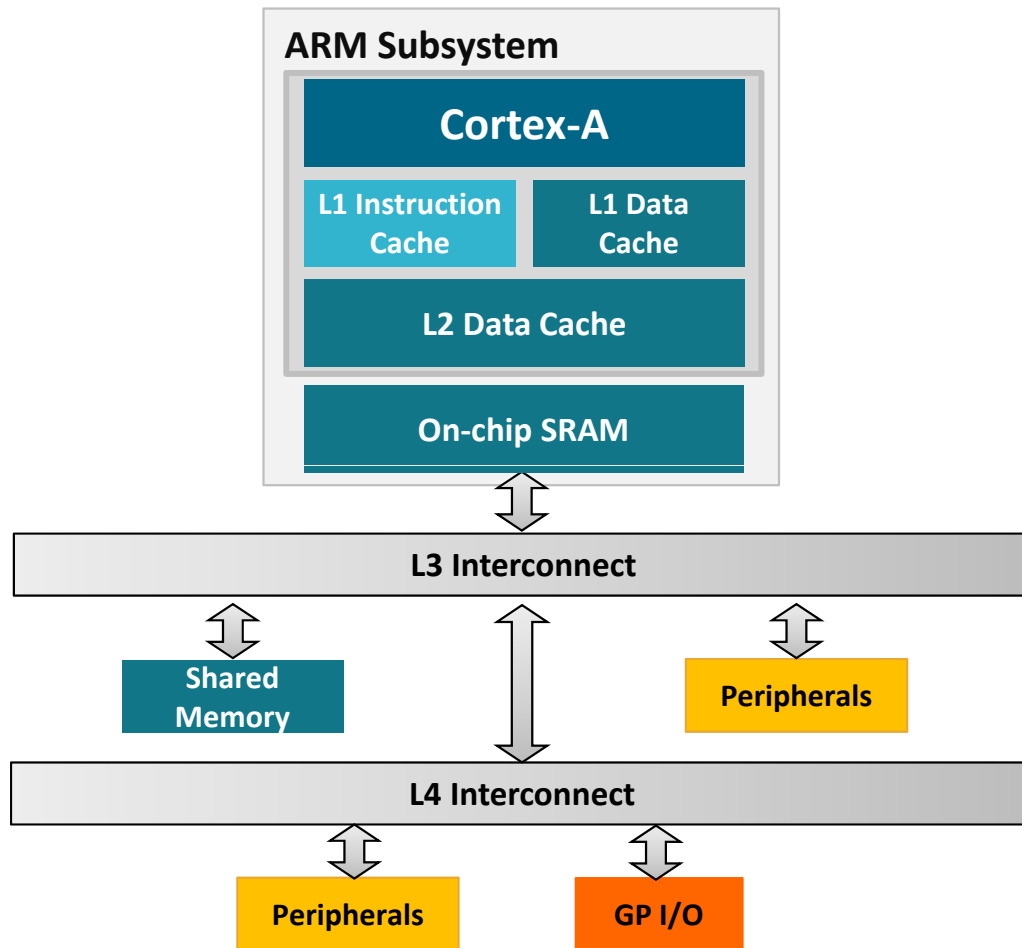 ARM Subsystem
Cortex-A
L1 Instruction
Cache
L1 Data
Cache
L2 Data Cache
On-chip SRAM
L3 Interconnect
Shared
Memory
Peripherals
L4 Interconnect
Peripherals
GP I/O